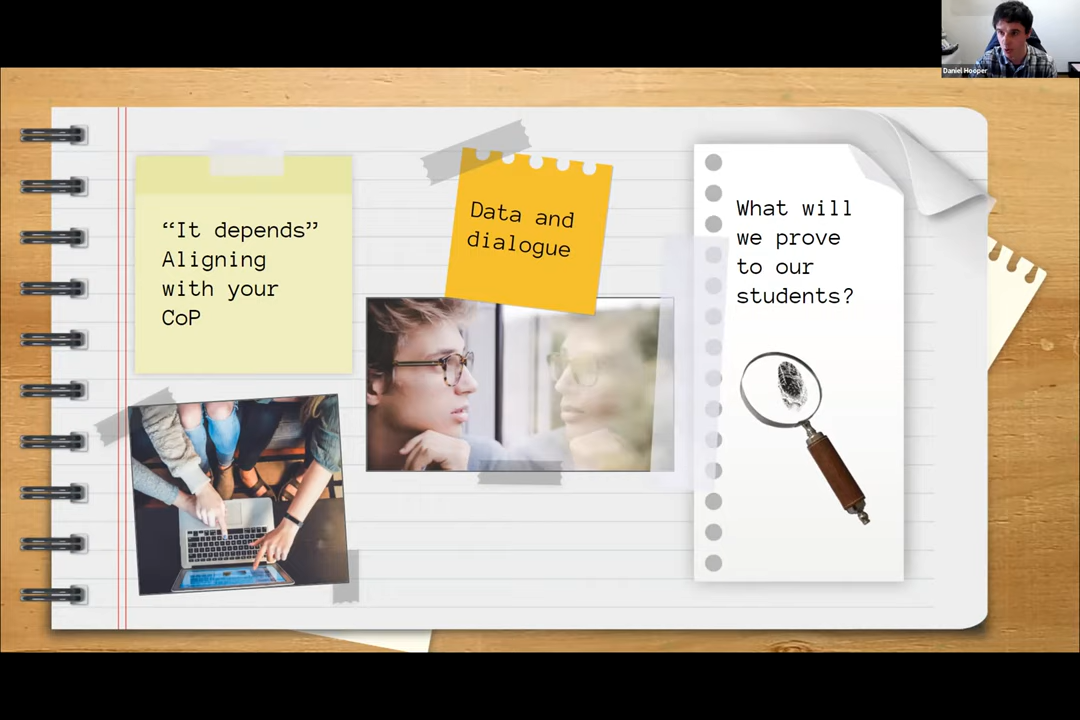 Daniel Hooper
“It depends”
Aligning
with your
CoP
Data and
dialogue
What will
we prove
to our
students?